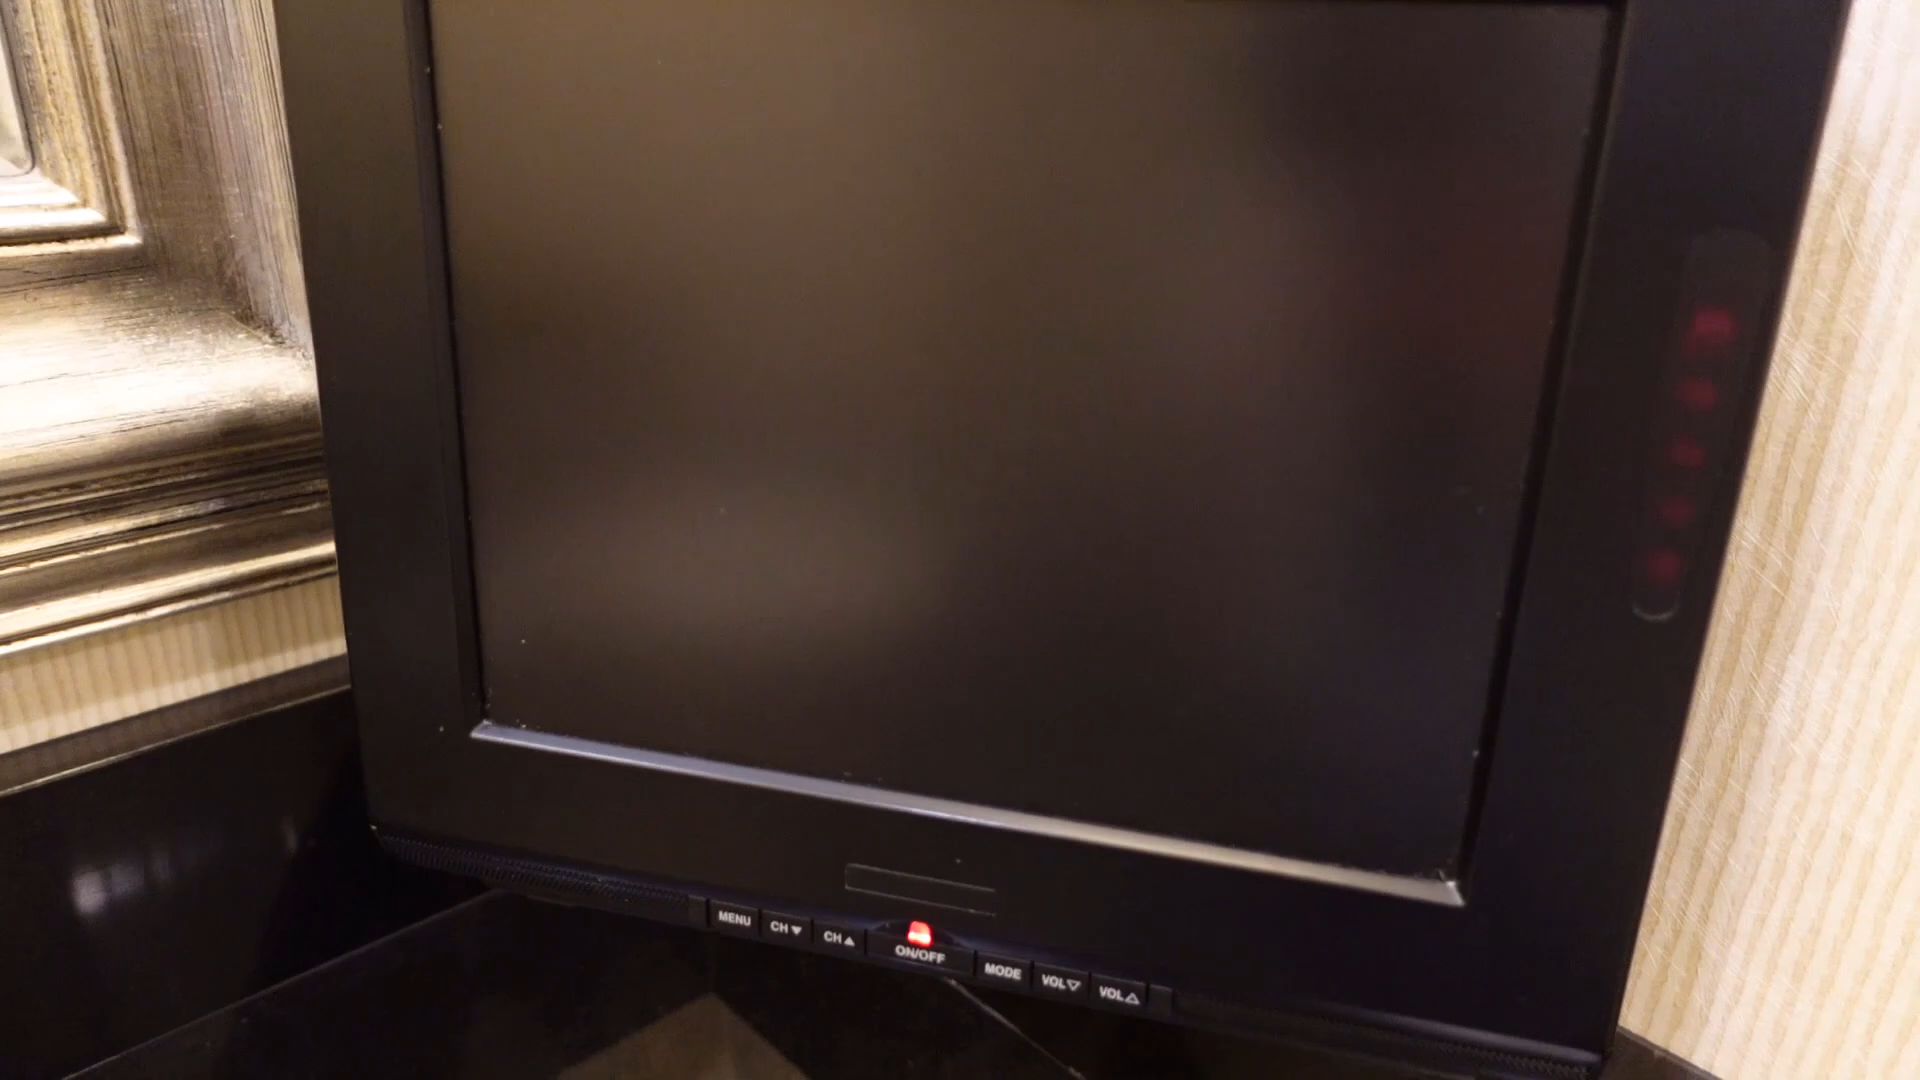 MENU
CH ▼
CH ▲
ON/OFF
MODE
VOL ▽
VOL △